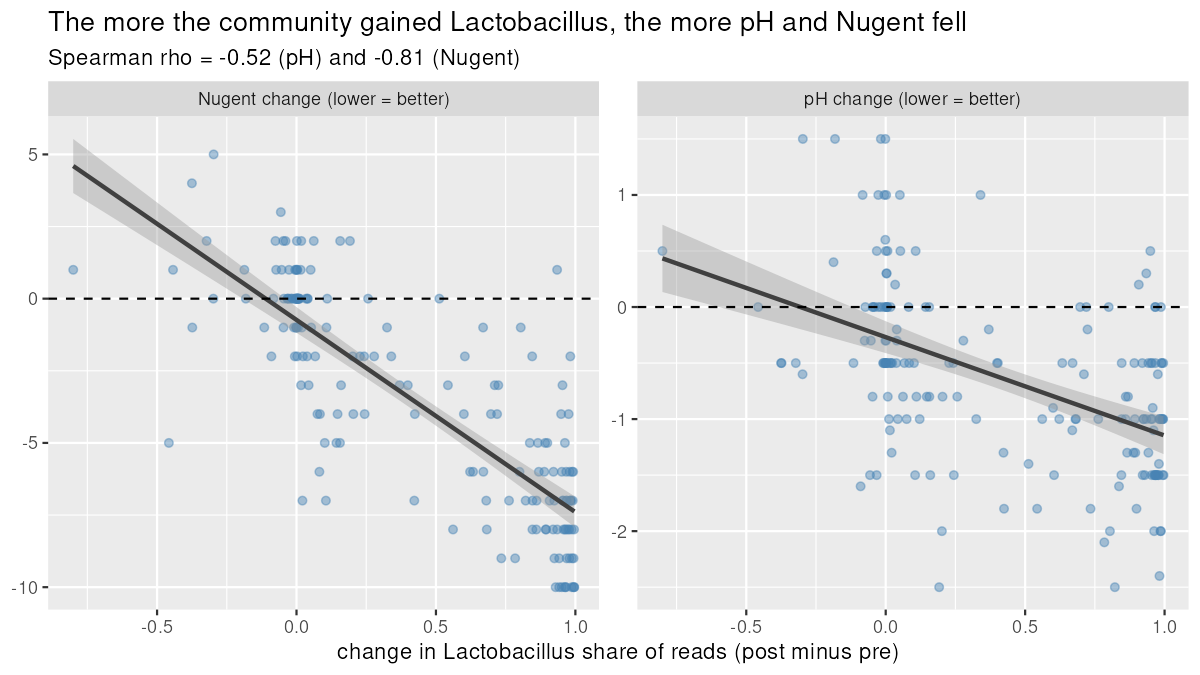 The more the community gained Lactobacillus, the more pH and Nugent fell
Spearman rho = -0.52 (pH) and -0.81 (Nugent)
Nugent change (lower = better)
pH change (lower = better)
5
0
-5
-10
1
0
-1
-2
-0.5 0.0 0.5 1.0
-0.5 0.0 0.5 1.0
change in Lactobacillus share of reads (post minus pre)